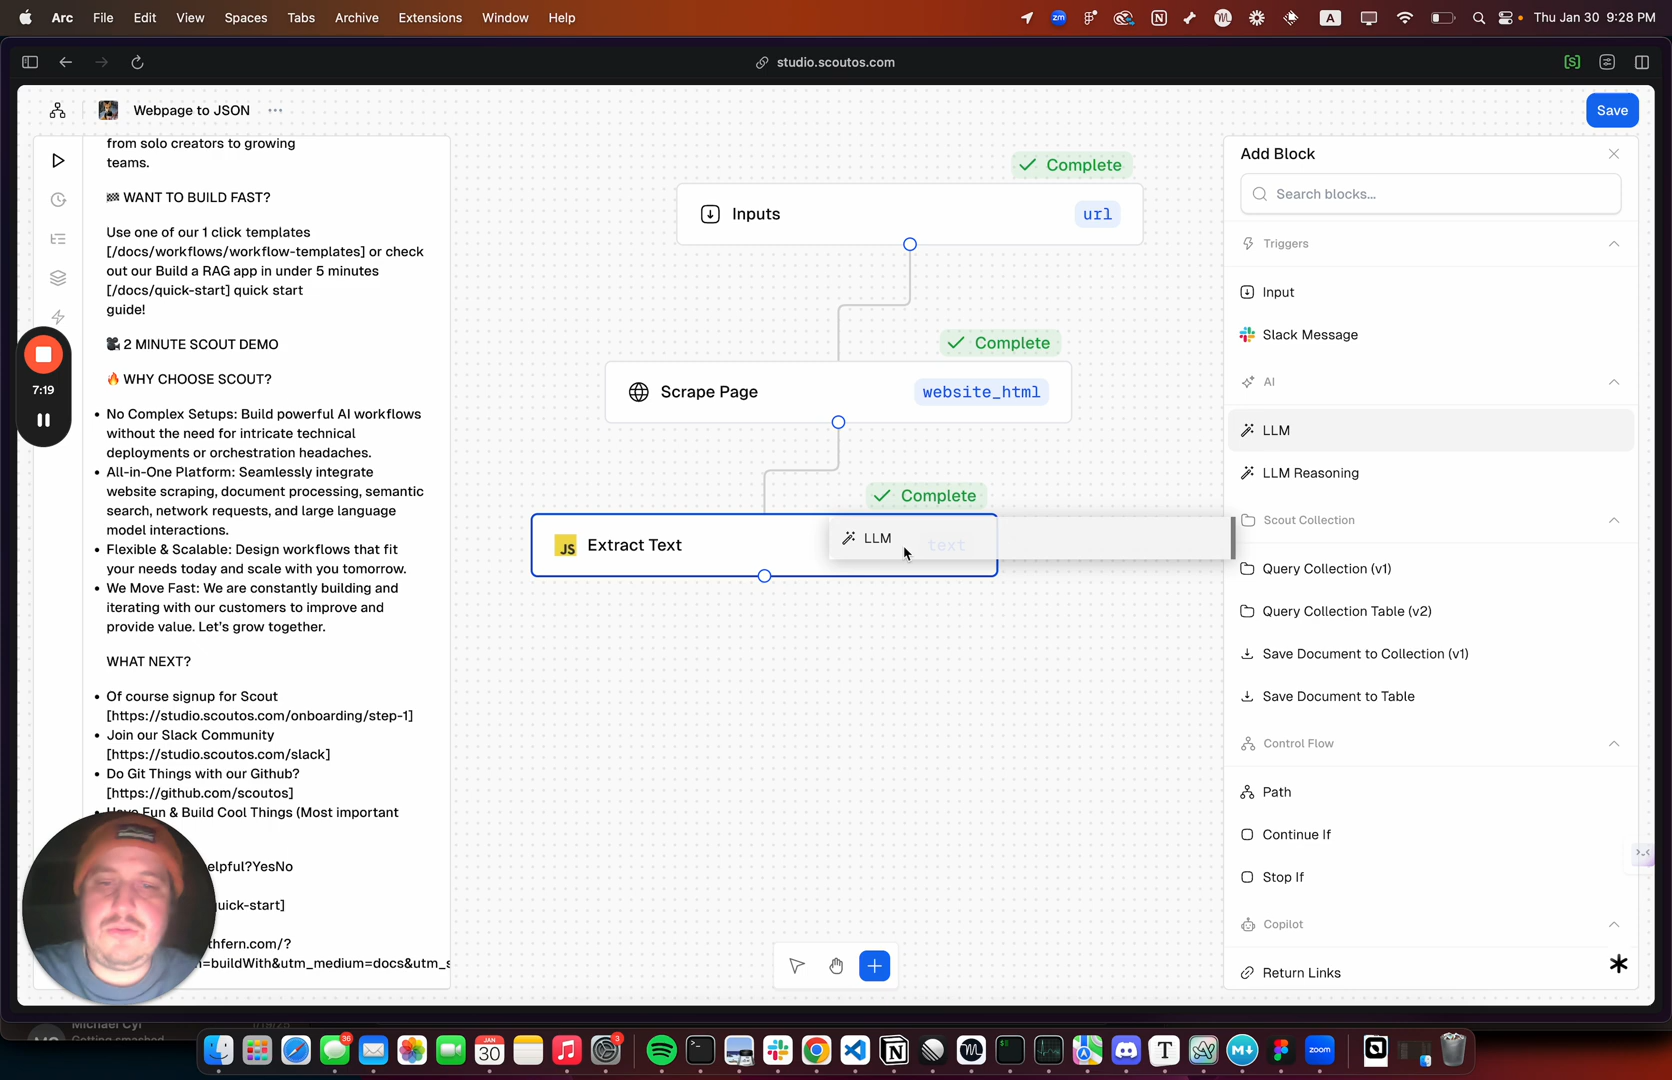 Arc File Edit View Spaces Tabs Archive Extensions Window Help
zm A Thu Jan 30 9:28 PM
studio.scoutos.com
Webpage to JSON ...
Save
from solo creators to growing
teams.
WANT TO BUILD FAST?
Use one of our 1 click templates
[/docs/workflows/workflow-templates] or check
out our Build a RAG app in under 5 minutes
[/docs/quick-start] quick start
guide!
2 MINUTE SCOUT DEMO
WHY CHOOSE SCOUT?
• No Complex Setups: Build powerful AI workflows
without the need for intricate technical
deployments or orchestration headaches.
• All-in-One Platform: Seamlessly integrate
website scraping, document processing, semantic
search, network requests, and large language
model interactions.
• Flexible & Scalable: Design workflows that fit
your needs today and scale with you tomorrow.
• We Move Fast: We are constantly building and
iterating with our customers to improve and
provide value. Let's grow together.
WHAT NEXT?
• Of course signup for Scout
[https://studio.scoutos.com/onboarding/step-1]
• Join our Slack Community
[https://studio.scoutos.com/slack]
• Do Git Things with our Github?
[https://github.com/scoutos]
• Have Fun & Build Cool Things (Most important
elpful?YesNo
uick-start]
thfern.com/?
=buildWith&utm_medium=docs&utm_s
7:19
Complete
Inputs
url
Complete
Scrape Page
website_html
Complete
JS Extract Text
text
LLM
Add Block
Search blocks...
Triggers
Input
Slack Message
AI
LLM
LLM Reasoning
Scout Collection
Query Collection (v1)
Query Collection Table (v2)
Save Document to Collection (v1)
Save Document to Table
Control Flow
Path
Continue If
Stop If
Copilot
Return Links
Michael Cyr
36
JAN
30
3
zoom